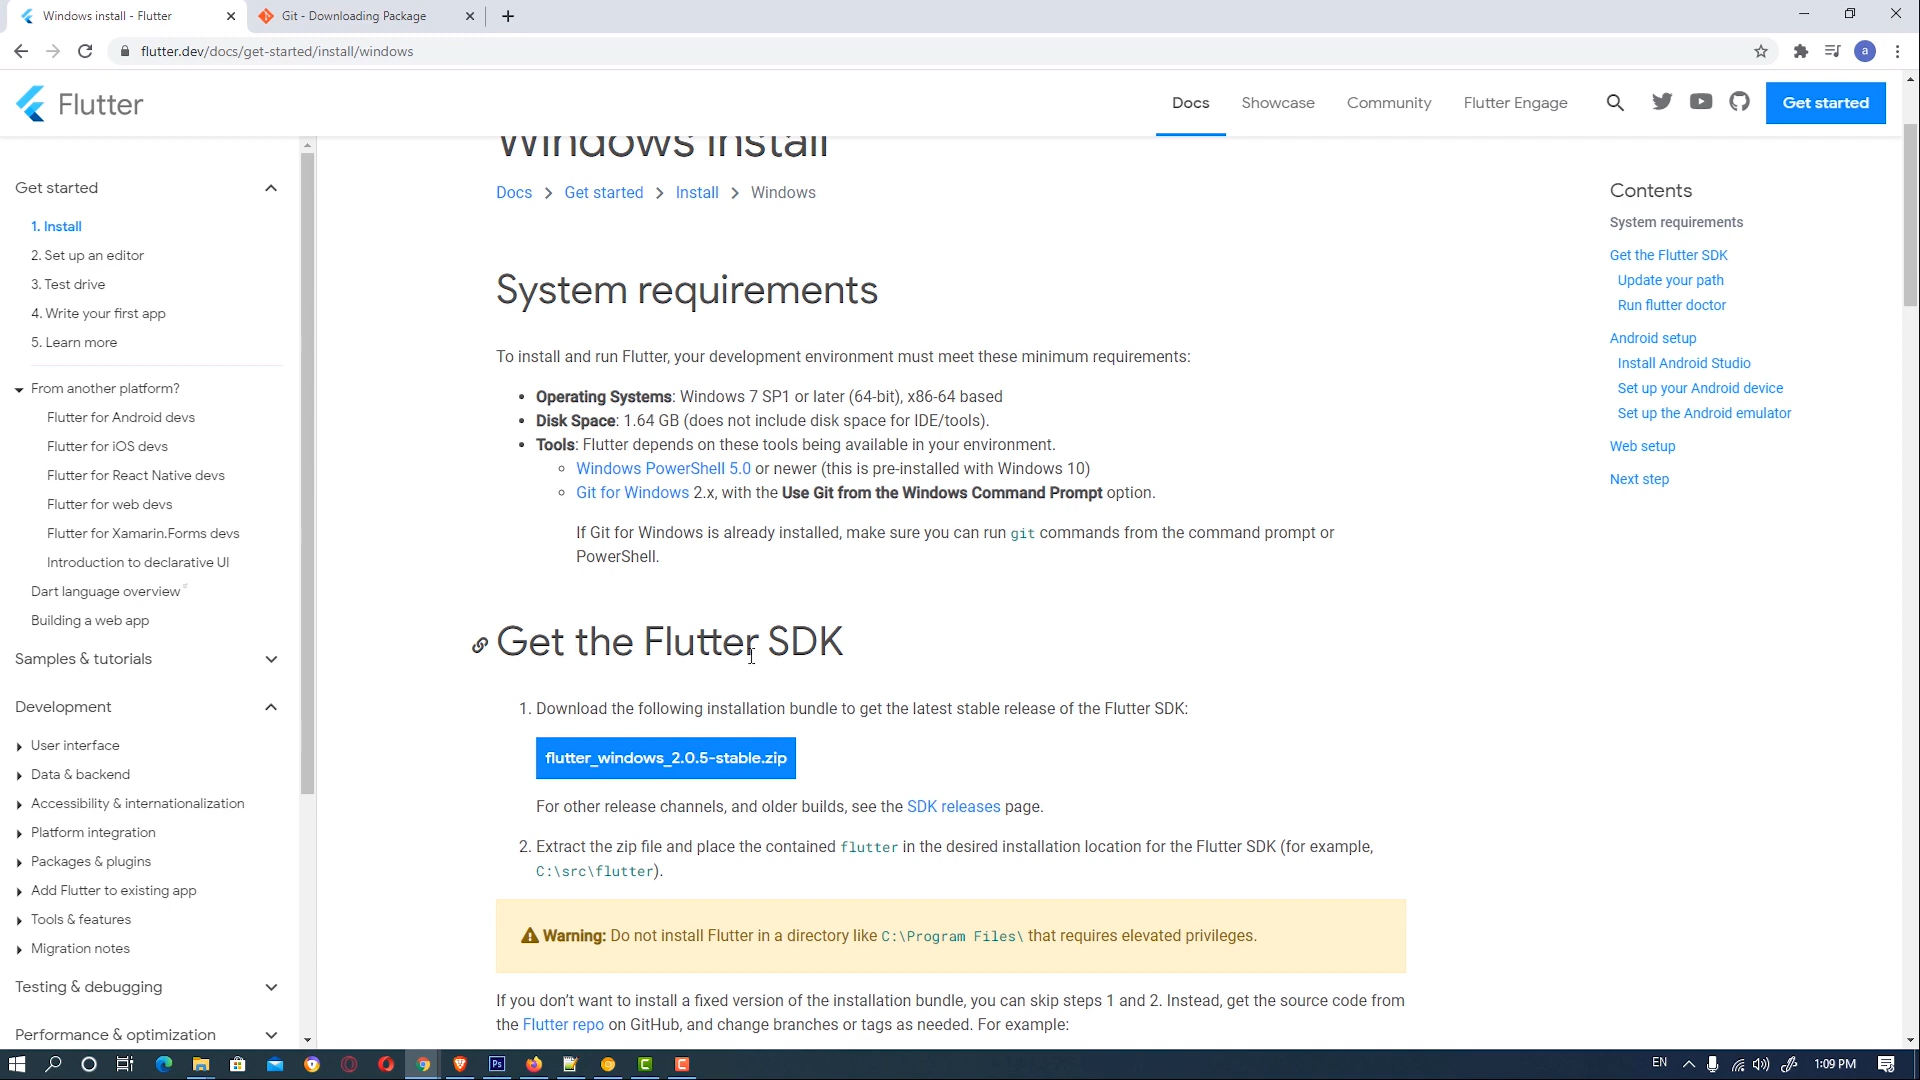 Windows install - Flutter
Git - Downloading Package
flutter.dev/docs/get-started/install/windows
a
Flutter
Docs
Showcase
Community
Flutter Engage
Get started
Get started
1. Install
2. Set up an editor
3. Test drive
4. Write your first app
5. Learn more
From another platform?
Flutter for Android devs
Flutter for iOS devs
Flutter for React Native devs
Flutter for web devs
Flutter for Xamarin.Forms devs
Introduction to declarative UI
Dart language overview
Building a web app
Samples & tutorials
Development
User interface
Data & backend
Accessibility & internationalization
Platform integration
Packages & plugins
Add Flutter to existing app
Tools & features
Migration notes
Testing & debugging
Performance & optimization
Windows install
Docs > Get started > Install > Windows
System requirements
To install and run Flutter, your development environment must meet these minimum requirements:
• Operating Systems: Windows 7 SP1 or later (64-bit), x86-64 based
• Disk Space: 1.64 GB (does not include disk space for IDE/tools).
• Tools: Flutter depends on these tools being available in your environment.
Windows PowerShell 5.0 or newer (this is pre-installed with Windows 10)
Git for Windows 2.x, with the Use Git from the Windows Command Prompt option.
If Git for Windows is already installed, make sure you can run git commands from the command prompt or
PowerShell.
Get the Flutter SDK
1. Download the following installation bundle to get the latest stable release of the Flutter SDK:
flutter_windows_2.0.5-stable.zip
For other release channels, and older builds, see the SDK releases page.
2. Extract the zip file and place the contained flutter in the desired installation location for the Flutter SDK (for example,
C:\src\flutter).
Warning: Do not install Flutter in a directory like C:\Program Files\ that requires elevated privileges.
If you don't want to install a fixed version of the installation bundle, you can skip steps 1 and 2. Instead, get the source code from
the Flutter repo on GitHub, and change branches or tags as needed. For example:
Contents
System requirements
Get the Flutter SDK
Update your path
Run flutter doctor
Android setup
Install Android Studio
Set up your Android device
Set up the Android emulator
Web setup
Next step
Ps
EN
1:09 PM